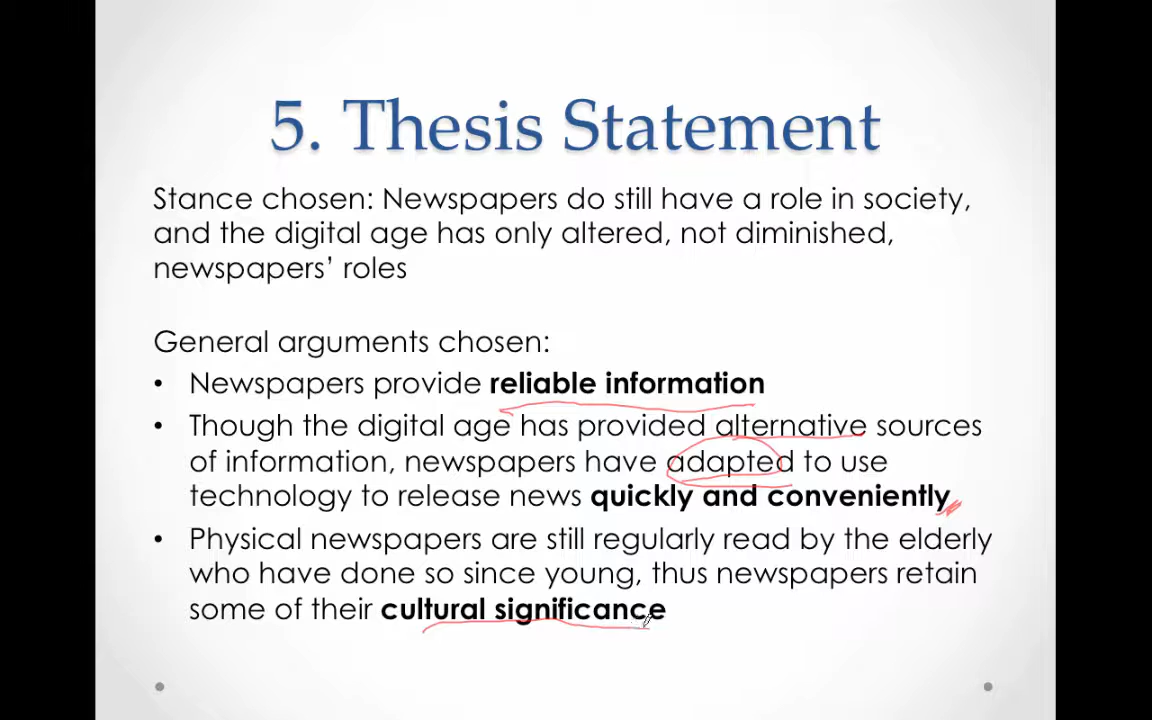 5. Thesis Statement
Stance chosen: Newspapers do still have a role in society,
and the digital age has only altered, not diminished,
newspapers’ roles
General arguments chosen:
• Newspapers provide reliable information
• Though the digital age has provided alternative sources
of information, newspapers have adapted to use
technology to release news quickly and conveniently
• Physical newspapers are still regularly read by the elderly
who have done so since young, thus newspapers retain
some of their cultural significance